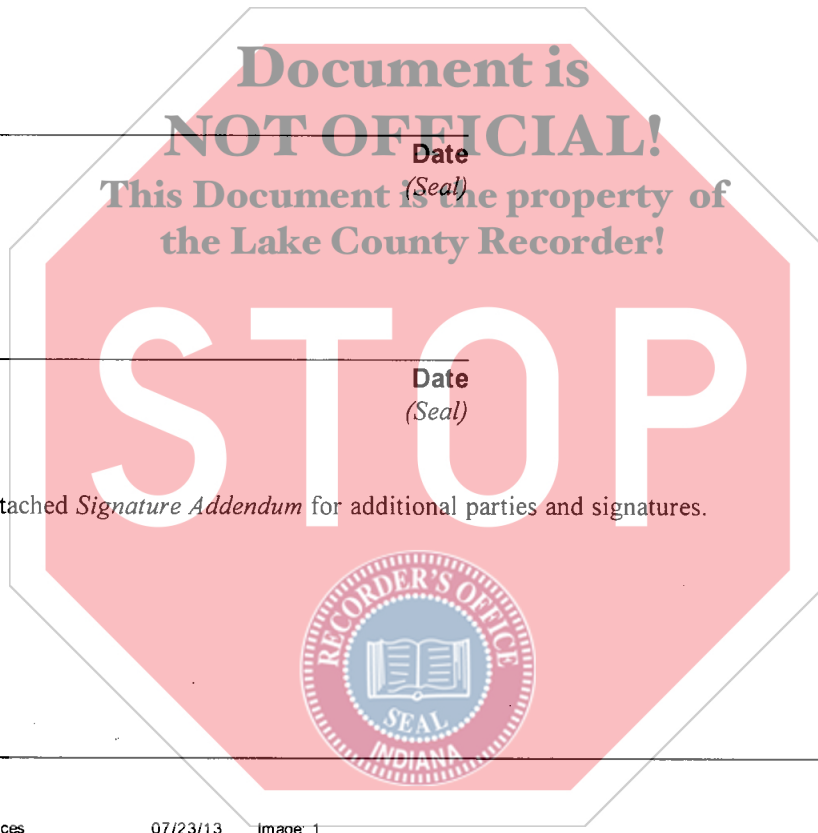 Document is
NOT OFFICIAL!
Date
(Seal)
This Document is the property of
the Lake County Recorder!
STOP
Date
(Seal)
tached Signature Addendum for additional parties and signatures.
RECORDER'S OFFICE
SEAL
INDIANA
ces 07/23/13 Image: 1